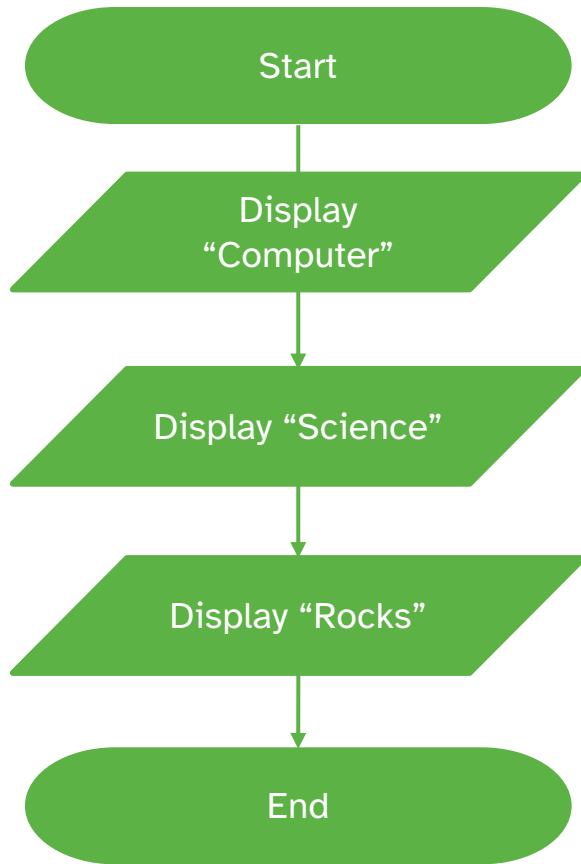 Start
Display
“Computer”
Display “Science”
Display “Rocks”
End